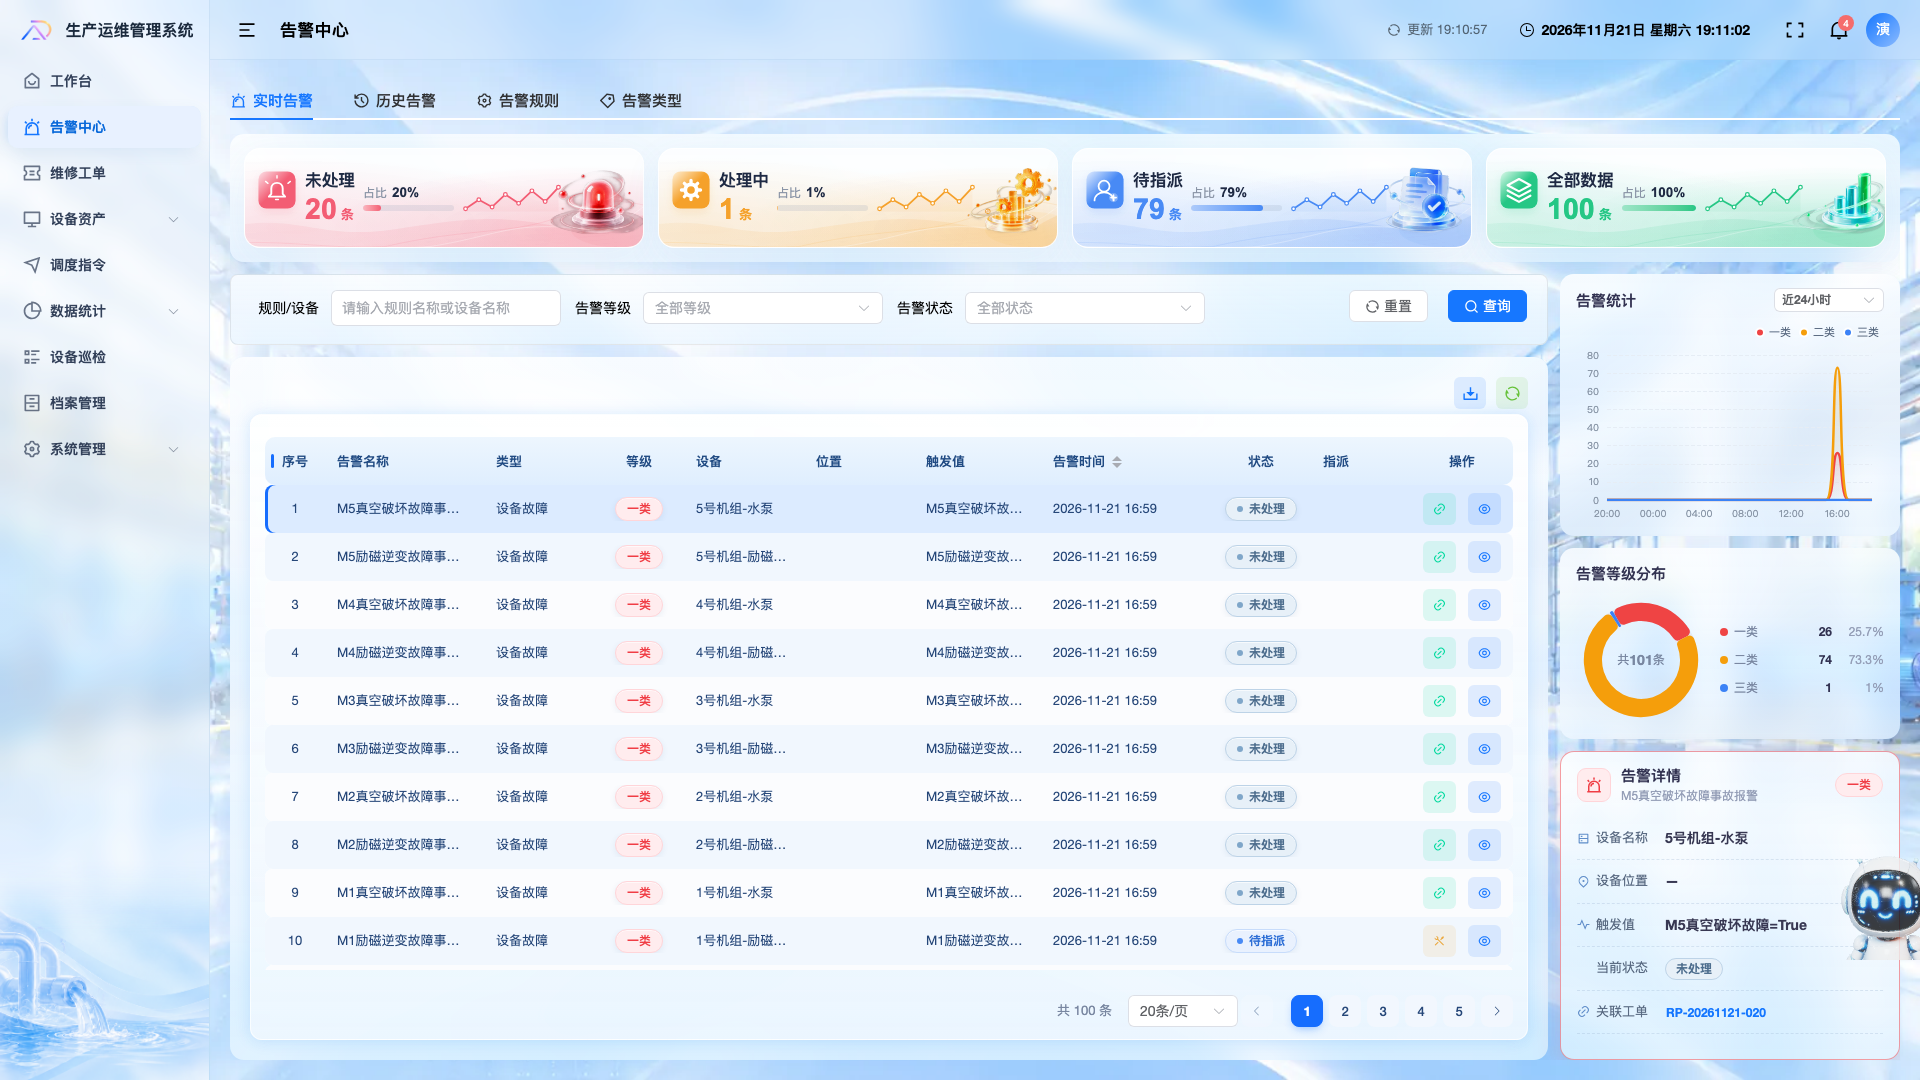 生产运维管理系统
告警中心
更新 19:10:57
2026年11月21日 星期六 19:11:02
4
演
工作台
告警中心
维修工单
设备资产
调度指令
数据统计
设备巡检
档案管理
系统管理
实时告警 历史告警 告警规则 告警类型
未处理 占比 20%
20 条
处理中 占比 1%
1 条
待指派 占比 79%
79 条
全部数据 占比 100%
100 条
规则/设备 请输入规则名称或设备名称 告警等级 全部等级 告警状态 全部状态 重置 查询
序号 告警名称 类型 等级 设备 位置 触发值 告警时间 状态 指派 操作
1 M5真空破坏故障事... 设备故障 一类 5号机组-水泵 M5真空破坏故... 2026-11-21 16:59 未处理
2 M5励磁逆变故障事... 设备故障 一类 5号机组-励磁... M5励磁逆变故... 2026-11-21 16:59 未处理
3 M4真空破坏故障事... 设备故障 一类 4号机组-水泵 M4真空破坏故... 2026-11-21 16:59 未处理
4 M4励磁逆变故障事... 设备故障 一类 4号机组-励磁... M4励磁逆变故... 2026-11-21 16:59 未处理
5 M3真空破坏故障事... 设备故障 一类 3号机组-水泵 M3真空破坏故... 2026-11-21 16:59 未处理
6 M3励磁逆变故障事... 设备故障 一类 3号机组-励磁... M3励磁逆变故... 2026-11-21 16:59 未处理
7 M2真空破坏故障事... 设备故障 一类 2号机组-水泵 M2真空破坏故... 2026-11-21 16:59 未处理
8 M2励磁逆变故障事... 设备故障 一类 2号机组-励磁... M2励磁逆变故... 2026-11-21 16:59 未处理
9 M1真空破坏故障事... 设备故障 一类 1号机组-水泵 M1真空破坏故... 2026-11-21 16:59 未处理
10 M1励磁逆变故障事... 设备故障 一类 1号机组-励磁... M1励磁逆变故... 2026-11-21 16:59 待指派
共 100 条 20条/页 1 2 3 4 5
告警统计 近24小时
一类 二类 三类
80
70
60
50
40
30
20
10
0
20:00 00:00 04:00 08:00 12:00 16:00
告警等级分布
共101条
一类 26 25.7%
二类 74 73.3%
三类 1 1%
告警详情 一类
M5真空破坏故障事故报警
设备名称 5号机组-水泵
设备位置 —
触发值 M5真空破坏故障=True
当前状态 未处理
关联工单 RP-20261121-020